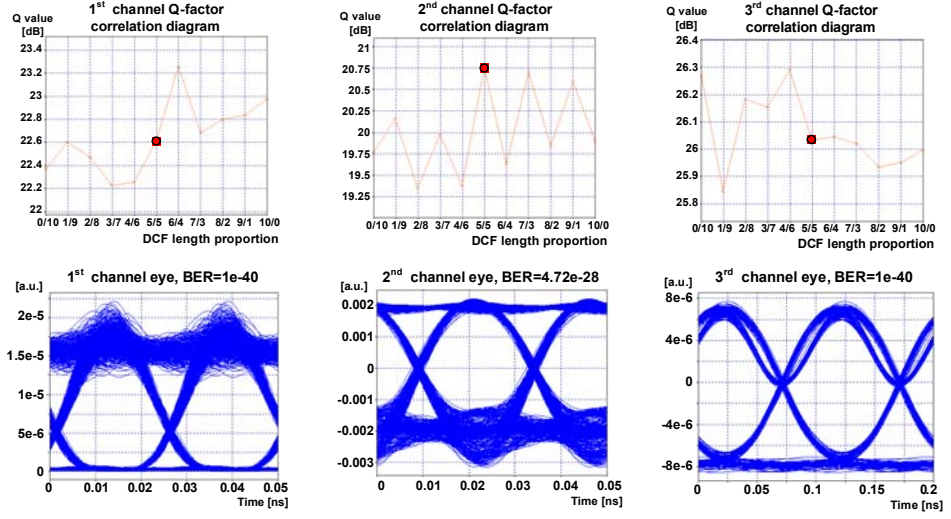 1st channel Q-factor
correlation diagram
Q value
[dB]
23.4
23.2
23
22.8
22.6
22.4
22.2
22
0/10 1/9 2/8 3/7 4/6 5/5 6/4 7/3 8/2 9/1 10/0
DCF length proportion
2nd channel Q-factor
correlation diagram
Q value
[dB]
21
20.75
20.5
20.25
20
19.75
19.5
19.25
0/10 1/9 2/8 3/7 4/6 5/5 6/4 7/3 8/2 9/1 10/0
DCF length proportion
3rd channel Q-factor
correlation diagram
Q value
[dB]
26.4
26.3
26.2
26.1
26
25.9
25.8
0/10 1/9 2/8 3/7 4/6 5/5 6/4 7/3 8/2 9/1 10/0
DCF length proportion
1st channel eye, BER=1e-40
[a.u.]
2e-5
1.5e-5
1e-5
5e-6
0
0 0.01 0.02 0.03 0.04 0.05
Time [ns]
2nd channel eye, BER=4.72e-28
[a.u.]
0.002
0.001
0
-0.001
-0.002
-0.003
0 0.01 0.02 0.03 0.04 0.05
Time [ns]
3rd channel eye, BER=1e-40
[a.u.]
8e-6
4e-6
0
-4e-6
-8e-6
0 0.05 0.1 0.15 0.2
Time [ns]